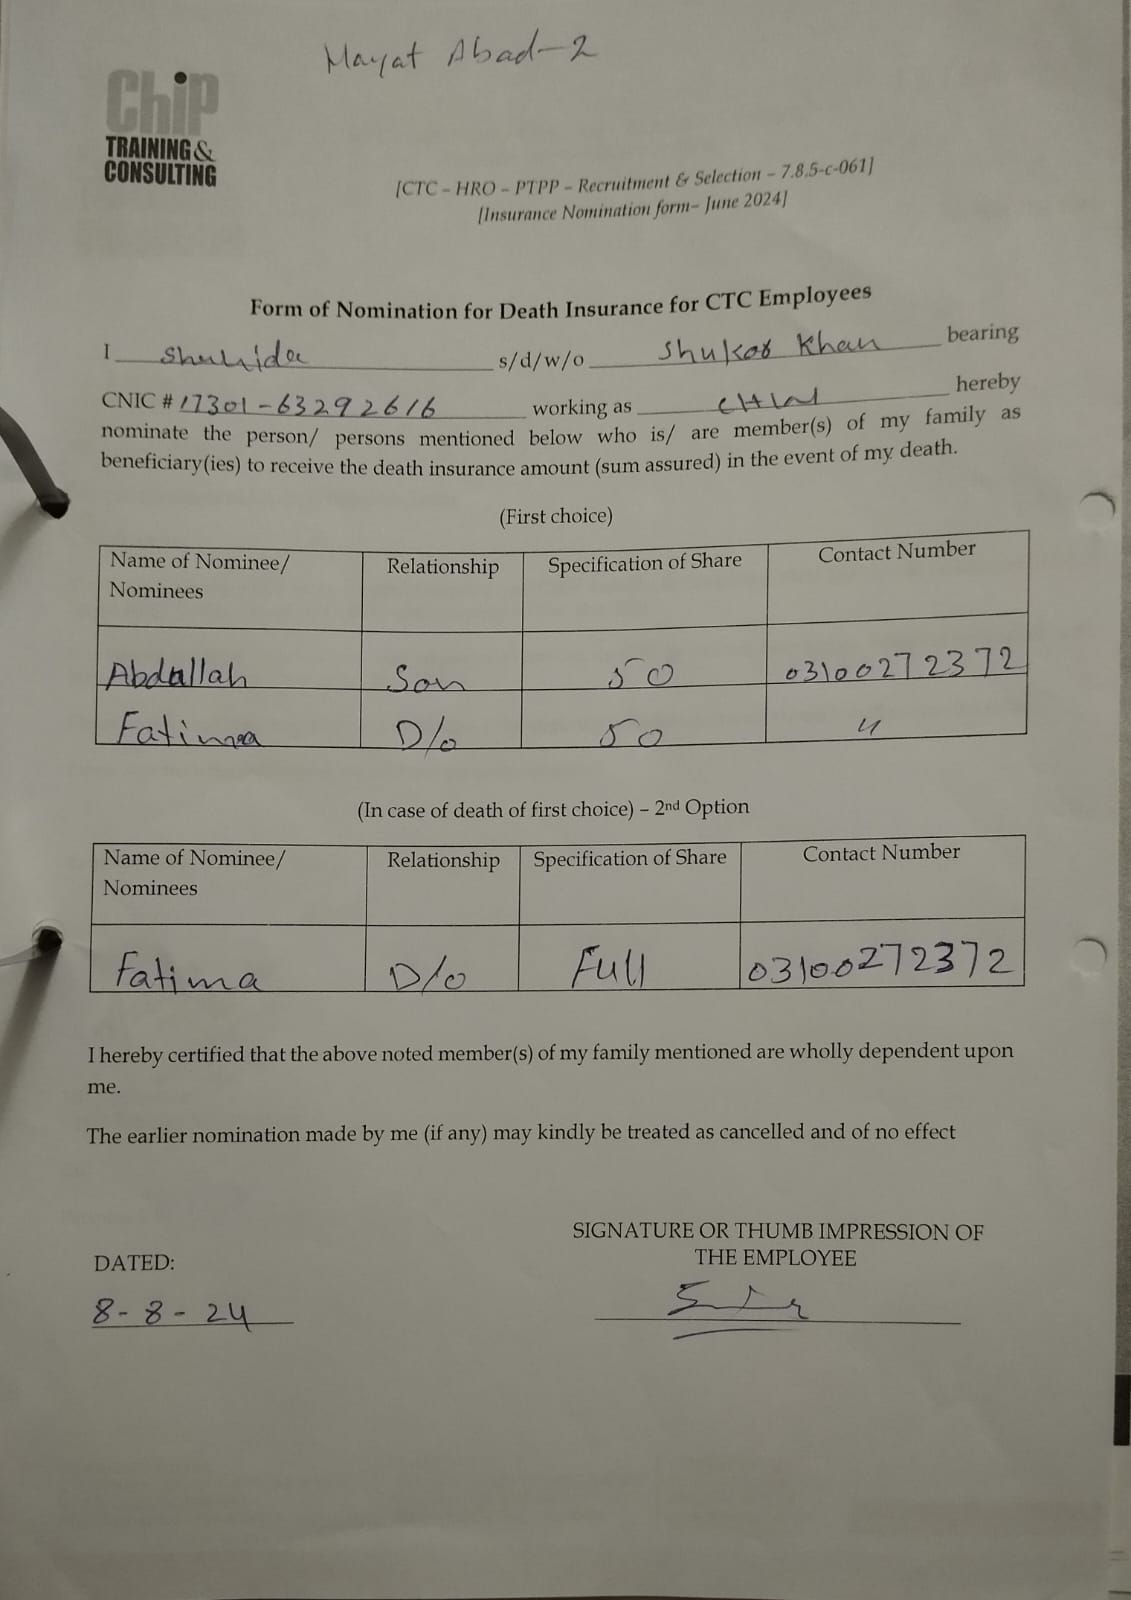 Hayat Abad-2
ChiP
TRAINING &
CONSULTING
[CTC – HRO – PTPP – Recruitment & Selection – 7.8.5-c-061]
[Insurance Nomination form– June 2024]
Form of Nomination for Death Insurance for CTC Employees
I s/d/w/o Shukor Khan bearing
CNIC # 17301-63292616 working as CHW hereby
nominate the person/ persons mentioned below who is/ are member(s) of my family as
beneficiary(ies) to receive the death insurance amount (sum assured) in the event of my death.
(First choice)
Name of Nominee/ Relationship Specification of Share Contact Number
Nominees
Abdallah Son 50 03100272372
Fatima D/o 50 "
(In case of death of first choice) – 2nd Option
Name of Nominee/ Relationship Specification of Share Contact Number
Nominees
Fatima D/o Full 03100272372
I hereby certified that the above noted member(s) of my family mentioned are wholly dependent upon
me.
The earlier nomination made by me (if any) may kindly be treated as cancelled and of no effect
SIGNATURE OR THUMB IMPRESSION OF
THE EMPLOYEE
DATED:
8-8-24